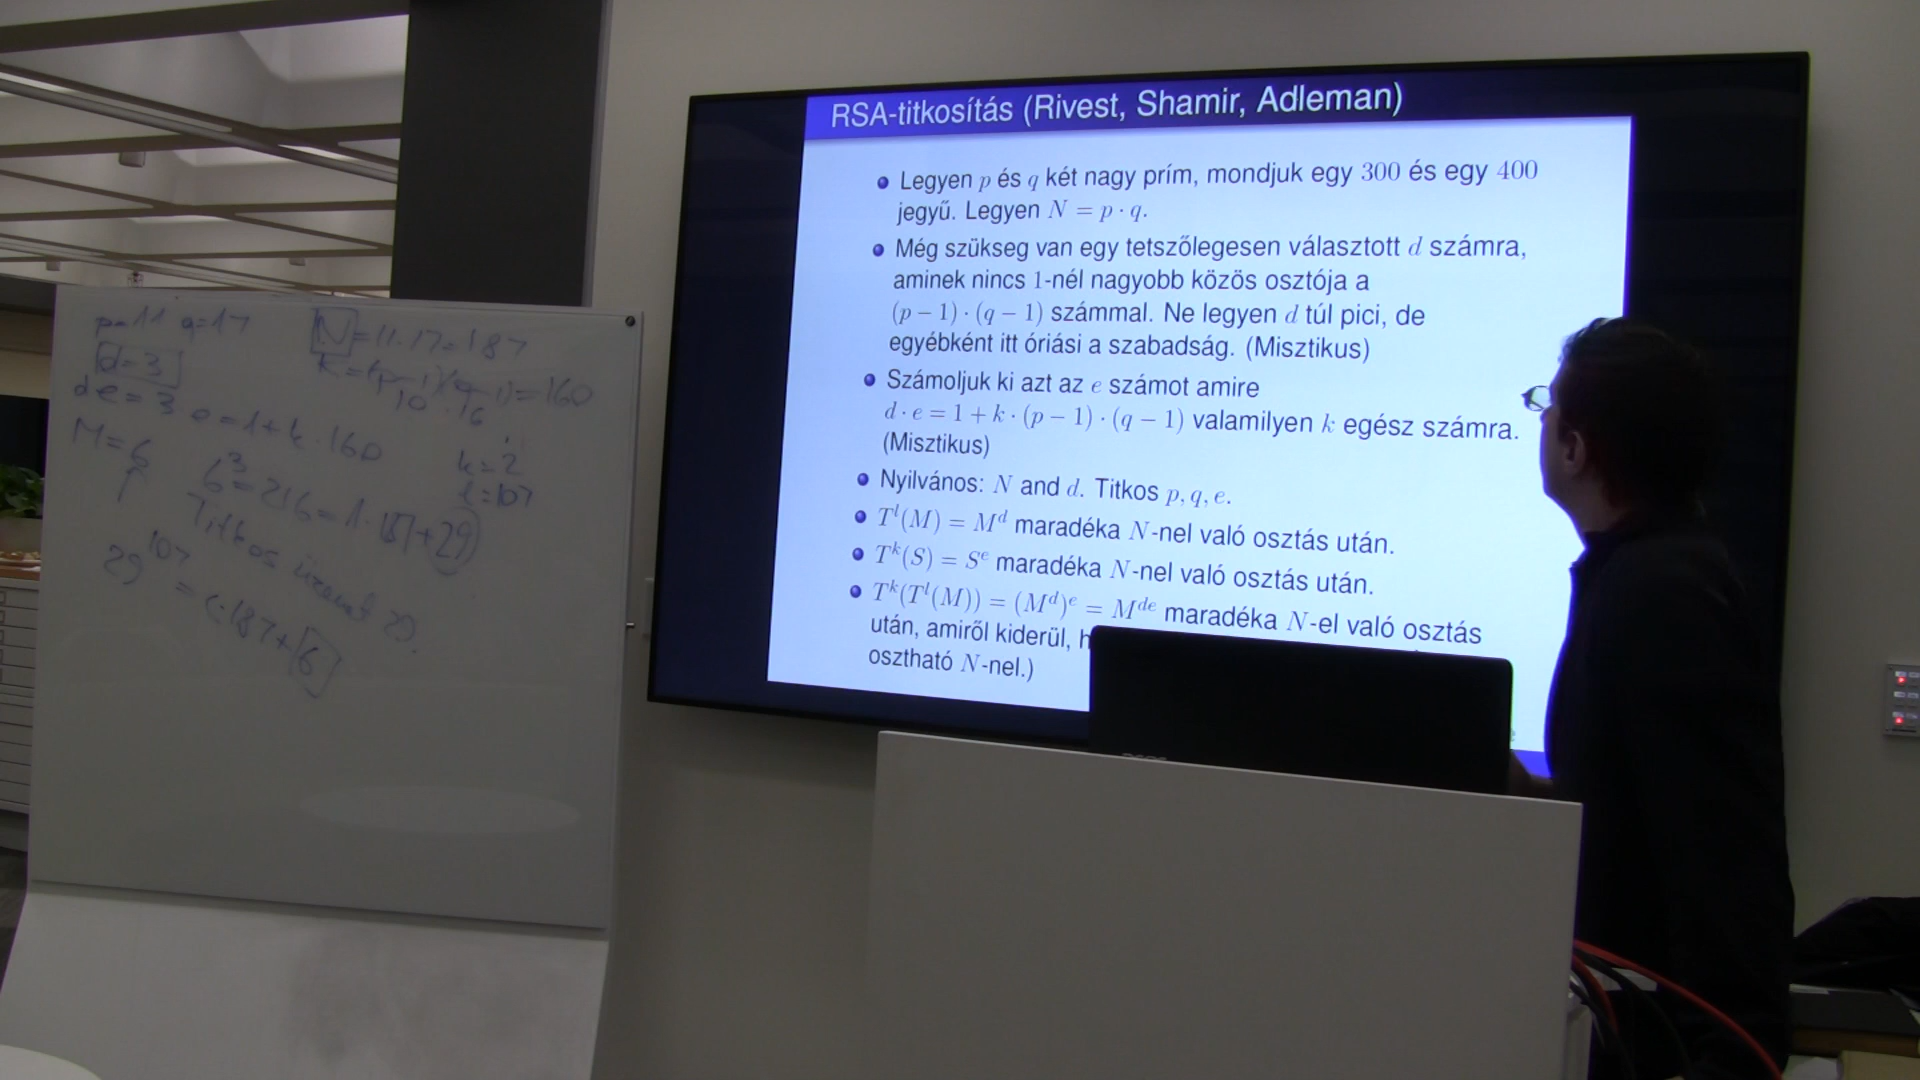 RSA-titkosítás (Rivest, Shamir, Adleman)
Legyen p és q két nagy prím, mondjuk egy 300 és egy 400
jegyű. Legyen N = p · q.
Még szükseg van egy tetszőlegesen választott d számra,
aminek nincs 1-nél nagyobb közös osztója a
(p − 1) · (q − 1) számmal. Ne legyen d túl pici, de
egyébként itt óriási a szabadság. (Misztikus)
Számoljuk ki azt az e számot amire
d · e = 1 + k · (p − 1) · (q − 1) valamilyen k egész számra.
(Misztikus)
Nyilvános: N and d. Titkos p, q, e.
T^l(M) = M^d maradéka N-nel való osztás után.
T^k(S) = S^e maradéka N-nel való osztás után.
T^k(T^l(M)) = (M^d)^e = M^{de} maradéka N-el való osztás
után, amiről kiderül,
osztható N-nel.)
p=11 q=17
N=11·17=187
d=3
k=(p-1)(q-1)=160
10·16
de=3e=1+k·160
M=6
k=2
e=107
6^3=216=1·187+29
Titkos üzenet 29.
29^107
=c·187+6